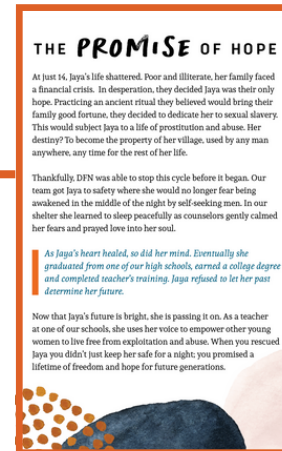 THE PROMISE OF HOPE
At just 14, Jaya's life shattered. Poor and illiterate, her family faced
a financial crisis. In desperation, they decided Jaya was their only
hope. Practicing an ancient ritual they believed would bring their
family good fortune, they decided to dedicate her to sexual slavery.
This would subject Jaya to a life of prostitution and abuse. Her
destiny? To become the property of her village, used by any man
anywhere, any time for the rest of her life.
Thankfully, DFN was able to stop this cycle before it began. Our
team got Jaya to safety where she would no longer fear being
awakened in the middle of the night by self-seeking men. In our
shelter she learned to sleep peacefully as counselors gently calmed
her fears and prayed love into her soul.
As Jaya's heart healed, so did her mind. Eventually she
graduated from one of our high schools, earned a college degree
and completed teacher's training. Jaya refused to let her past
determine her future.
Now that Jaya's future is bright, she is passing it on. As a teacher
at one of our schools, she uses her voice to empower other young
women to live free from exploitation and abuse. When you rescued
Jaya you didn't just keep her safe for a night; you promised a
lifetime of freedom and hope for future generations.